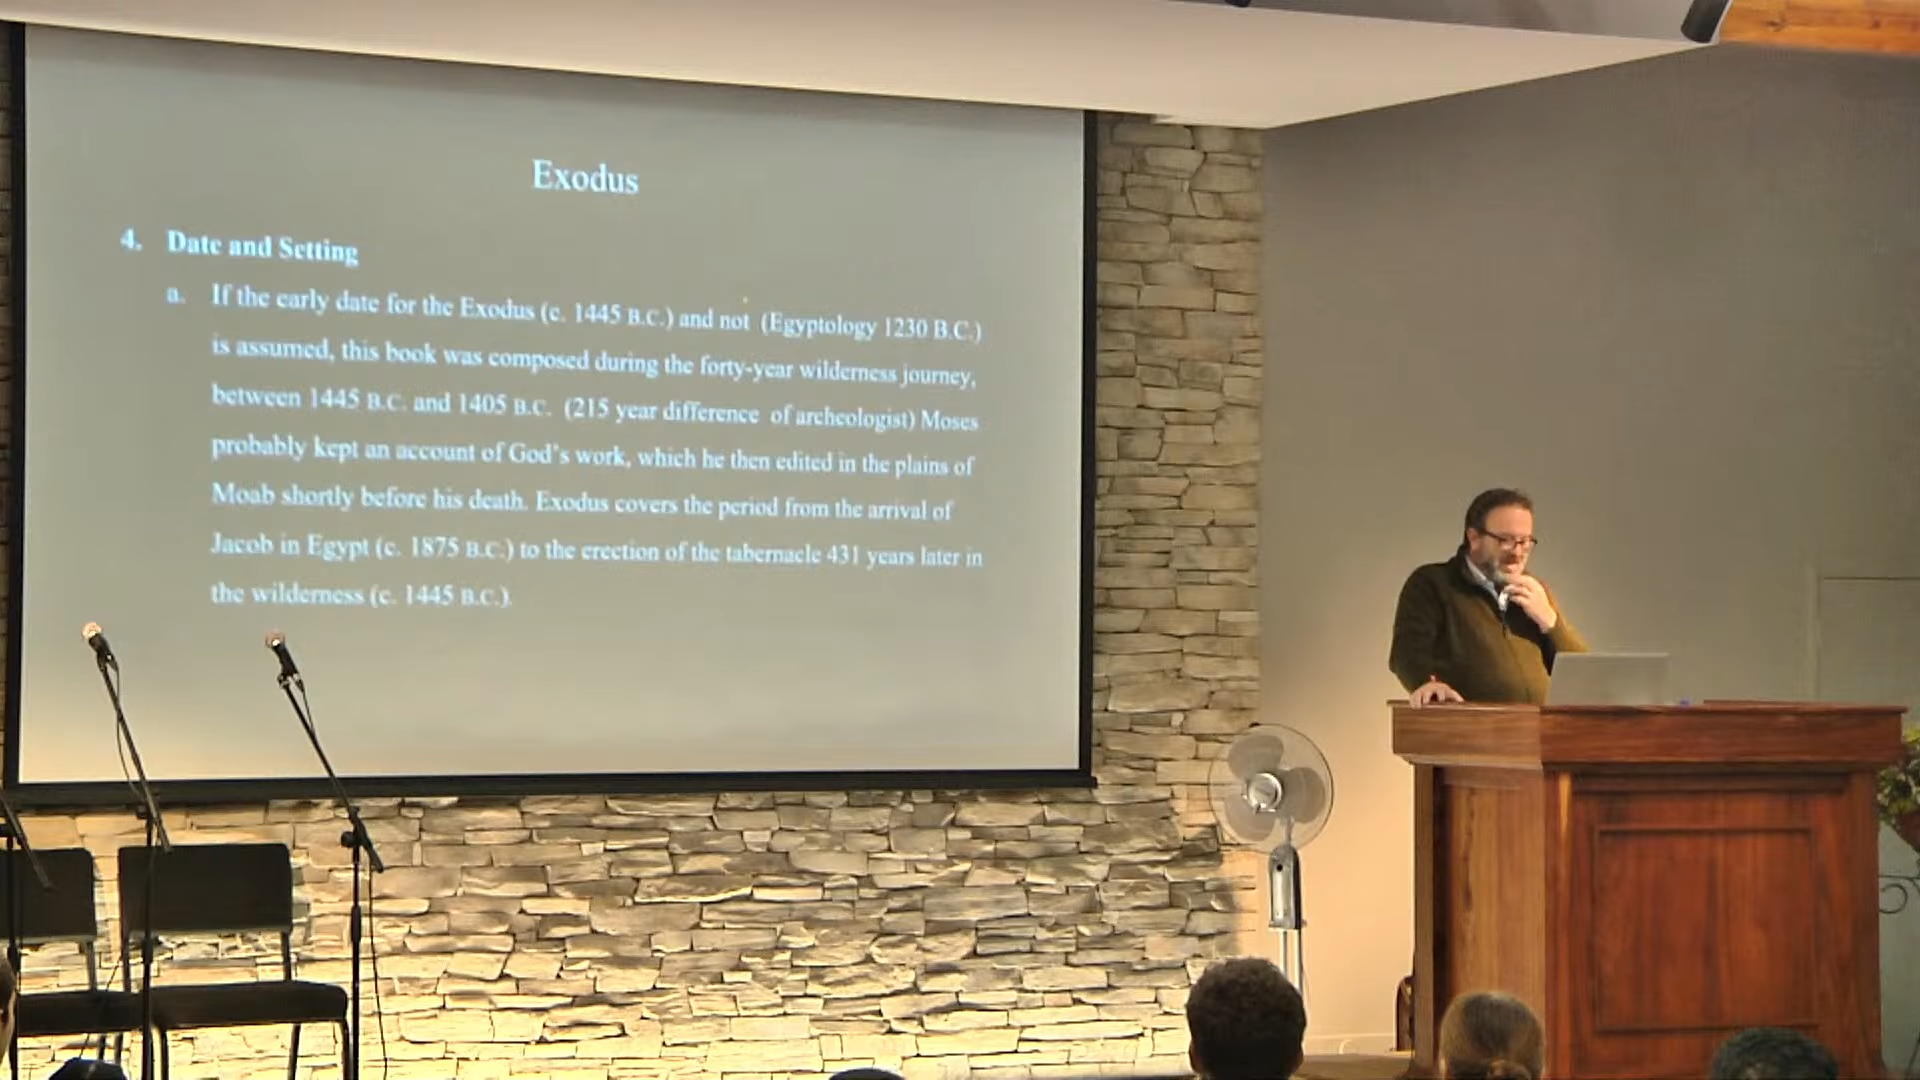 Exodus
4. Date and Setting
a. If the early date for the Exodus (c. 1445 B.C.) and not (Egyptology 1230 B.C.)
is assumed, this book was composed during the forty-year wilderness journey,
between 1445 B.C. and 1405 B.C. (215 year difference of archeologist) Moses
probably kept an account of God's work, which he then edited in the plains of
Moab shortly before his death. Exodus covers the period from the arrival of
Jacob in Egypt (c. 1875 B.C.) to the erection of the tabernacle 431 years later in
the wilderness (c. 1445 B.C.).